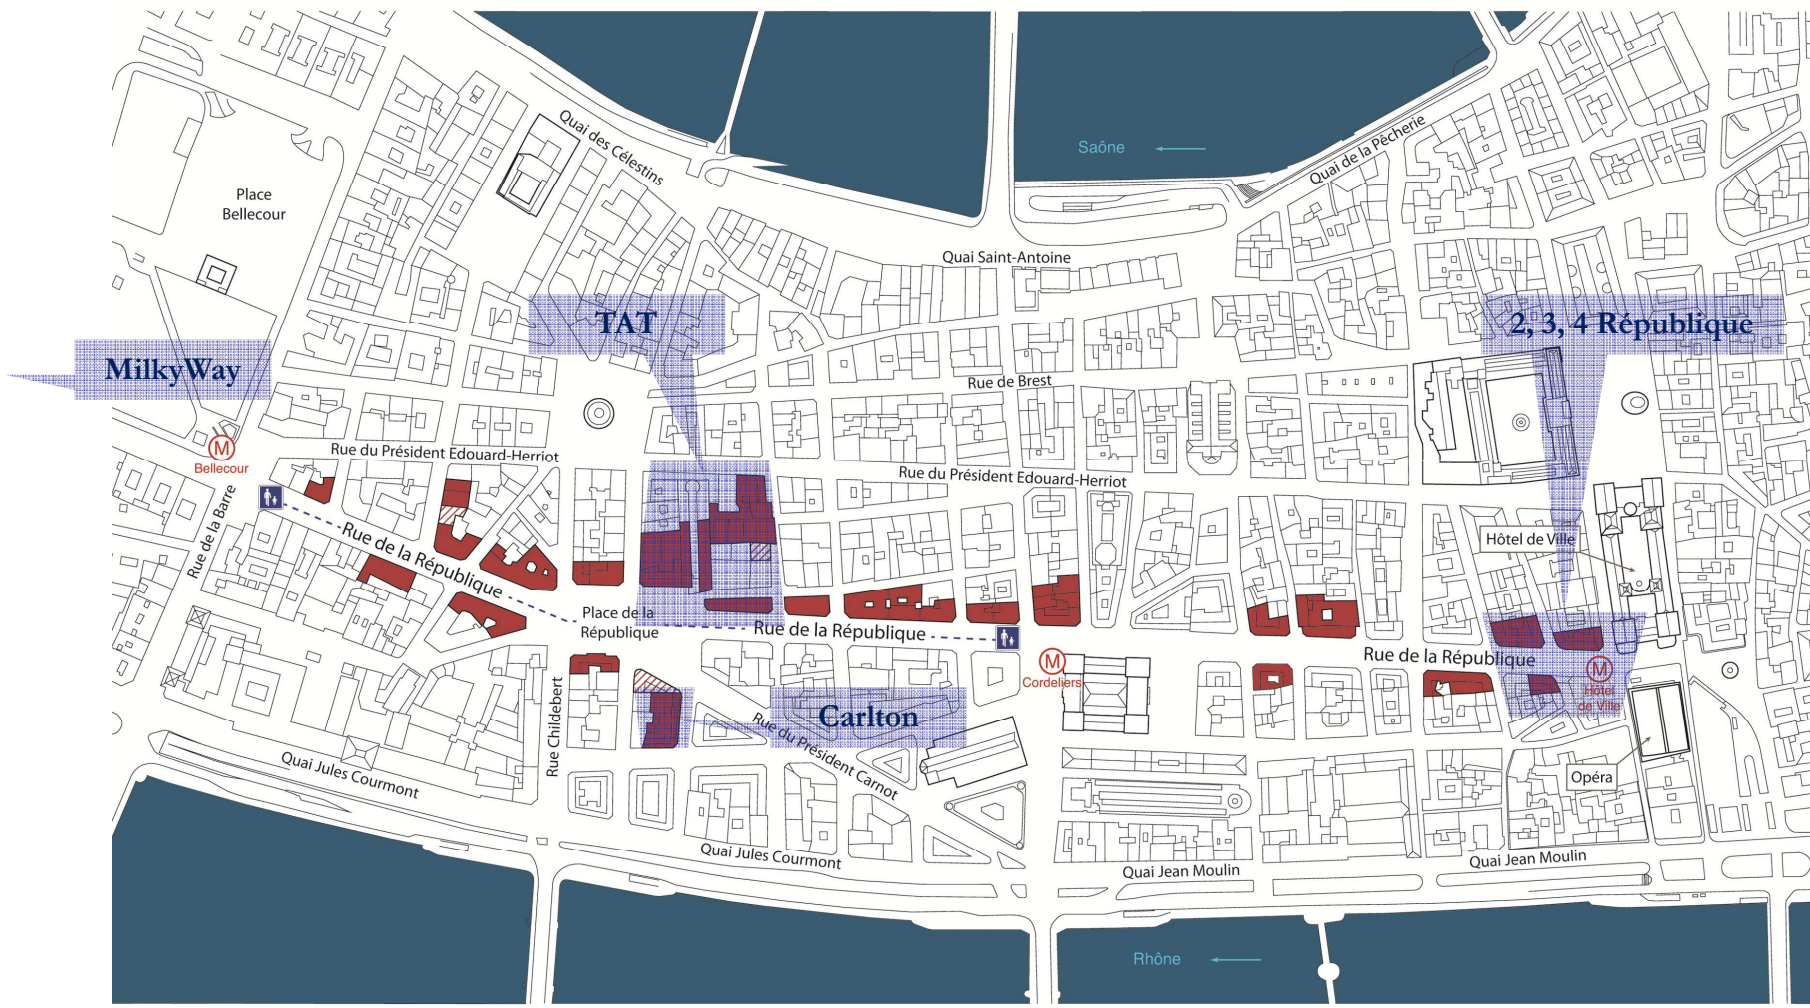 Quai des Célestins
Saône
Quai de la Pêcherie
Place
Bellecour
Quai Saint-Antoine
TAT
2, 3, 4 République
MilkyWay
Rue de Brest
M
Bellecour
Rue du Président Edouard-Herriot
Rue du Président Edouard-Herriot
Rue de la Barre
Rue de la République
Hôtel de Ville
Place de la
République
Rue de la République
Rue de la République
M
Cordeliers
M
Hôtel
de Ville
Rue Childebert
Carlton
Rue du Président Carnot
Quai Jules Courmont
Opéra
Quai Jules Courmont
Quai Jean Moulin
Quai Jean Moulin
Rhône